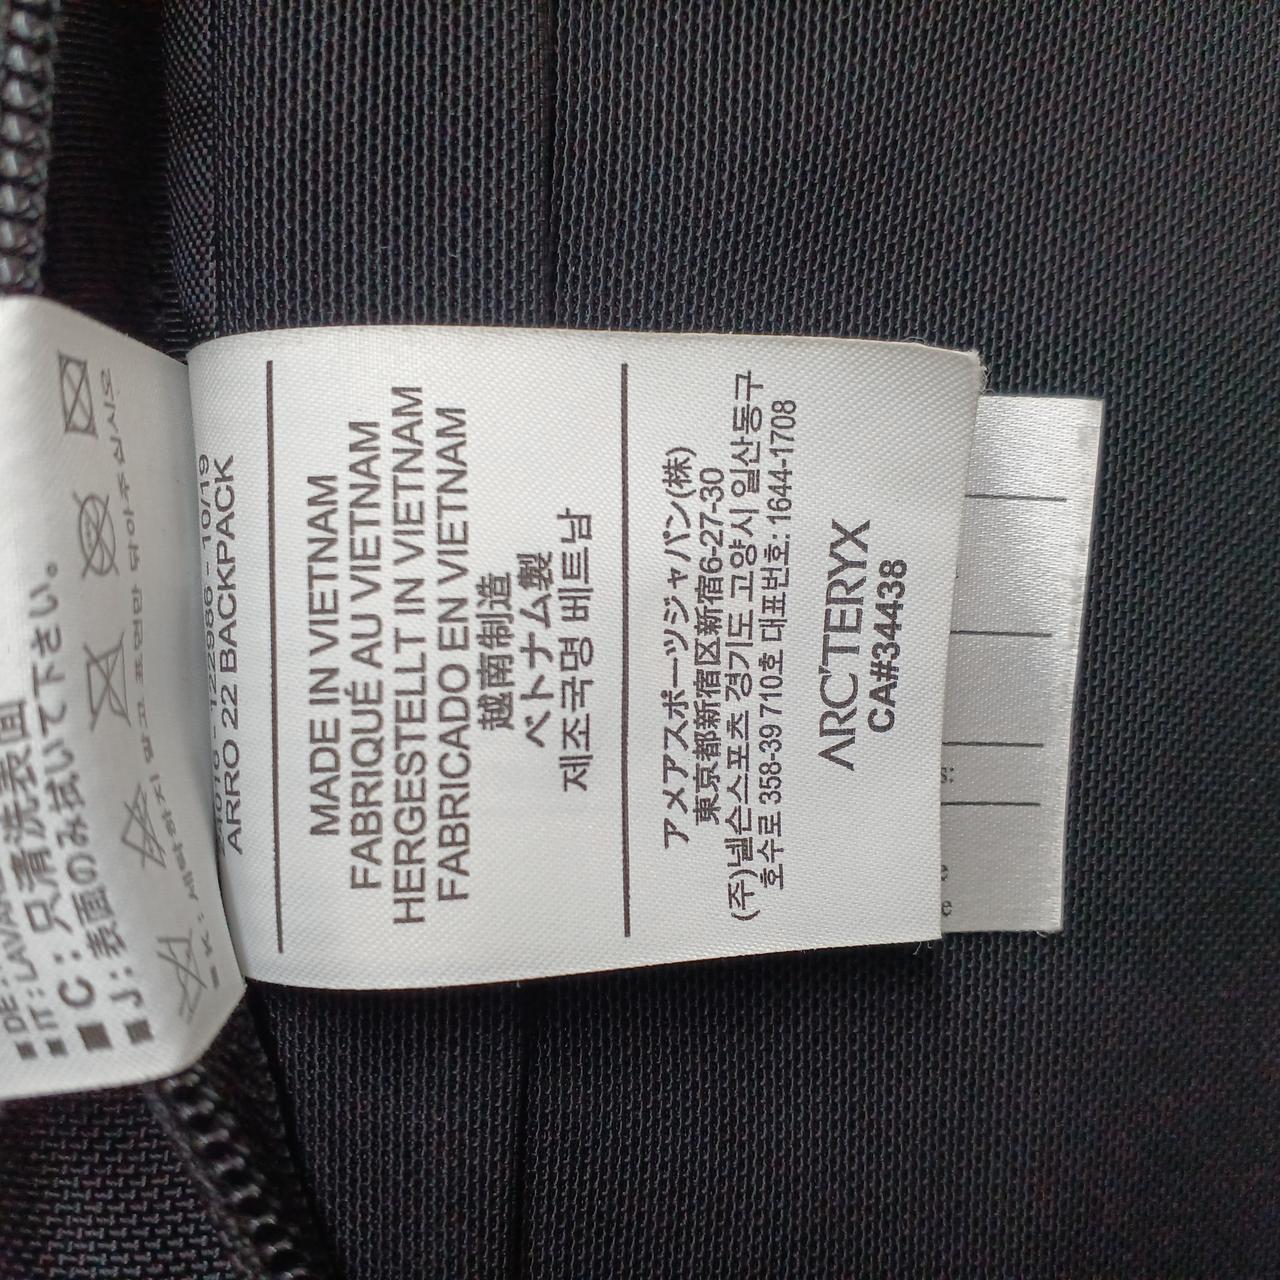 DE : LAVAR
IT : LAVAR
C : 只清洗表面
J : 表面のみ拭いて下さい。
K : 세탁하지 말고 표면만 닦아주십시오
- 122986 - 10/19
ARRO 22 BACKPACK
MADE IN VIETNAM
FABRIQUÉ AU VIETNAM
HERGESTELLT IN VIETNAM
FABRICADO EN VIETNAM
越南制造
ベトナム製
제조국명 베트남
アメアスポーツジャパン(株)
東京都新宿区新宿6-27-30
(주)넬슨스포츠 경기도 고양시 일산동구
호수로 358-39 710호 대표번호: 1644-1708
ARC'TERYX
CA#34438